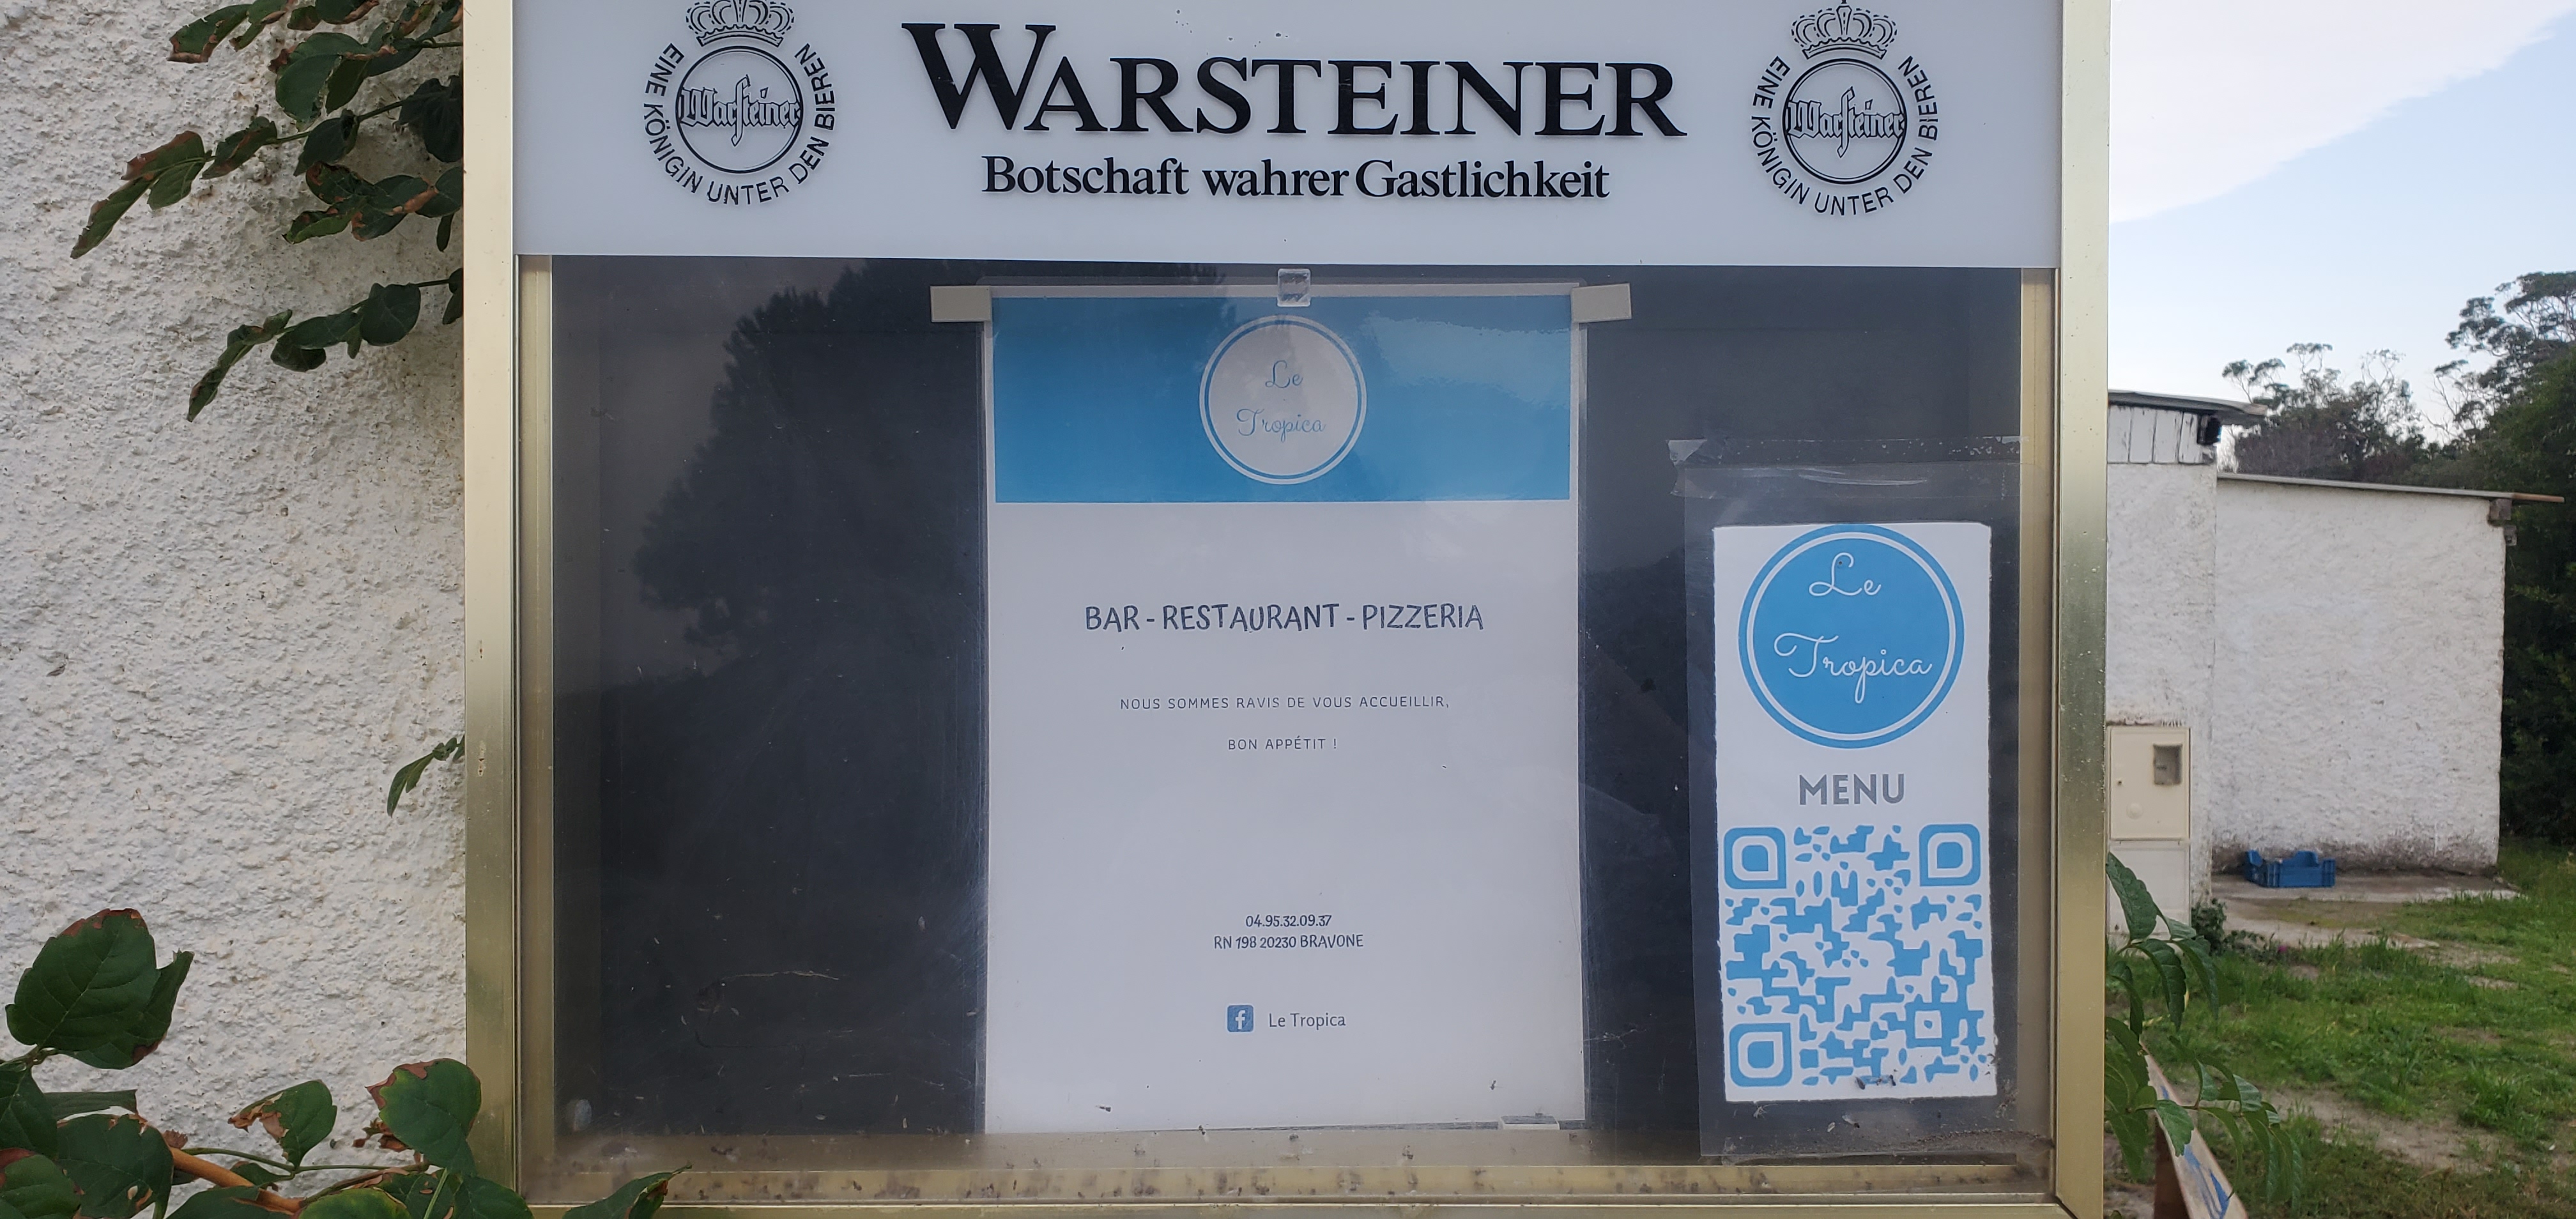 EINE KÖNIGIN UNTER DEN BIEREN
Warsteiner
WARSTEINER
Botschaft wahrer Gastlichkeit
EINE KÖNIGIN UNTER DEN BIEREN
Warsteiner
Le
Tropica
BAR - RESTAURANT - PIZZERIA
NOUS SOMMES RAVIS DE VOUS ACCUEILLIR,
BON APPÉTIT !
04.95.32.09.37
RN 198 20230 BRAVONE
f Le Tropica
Le
Tropica
MENU